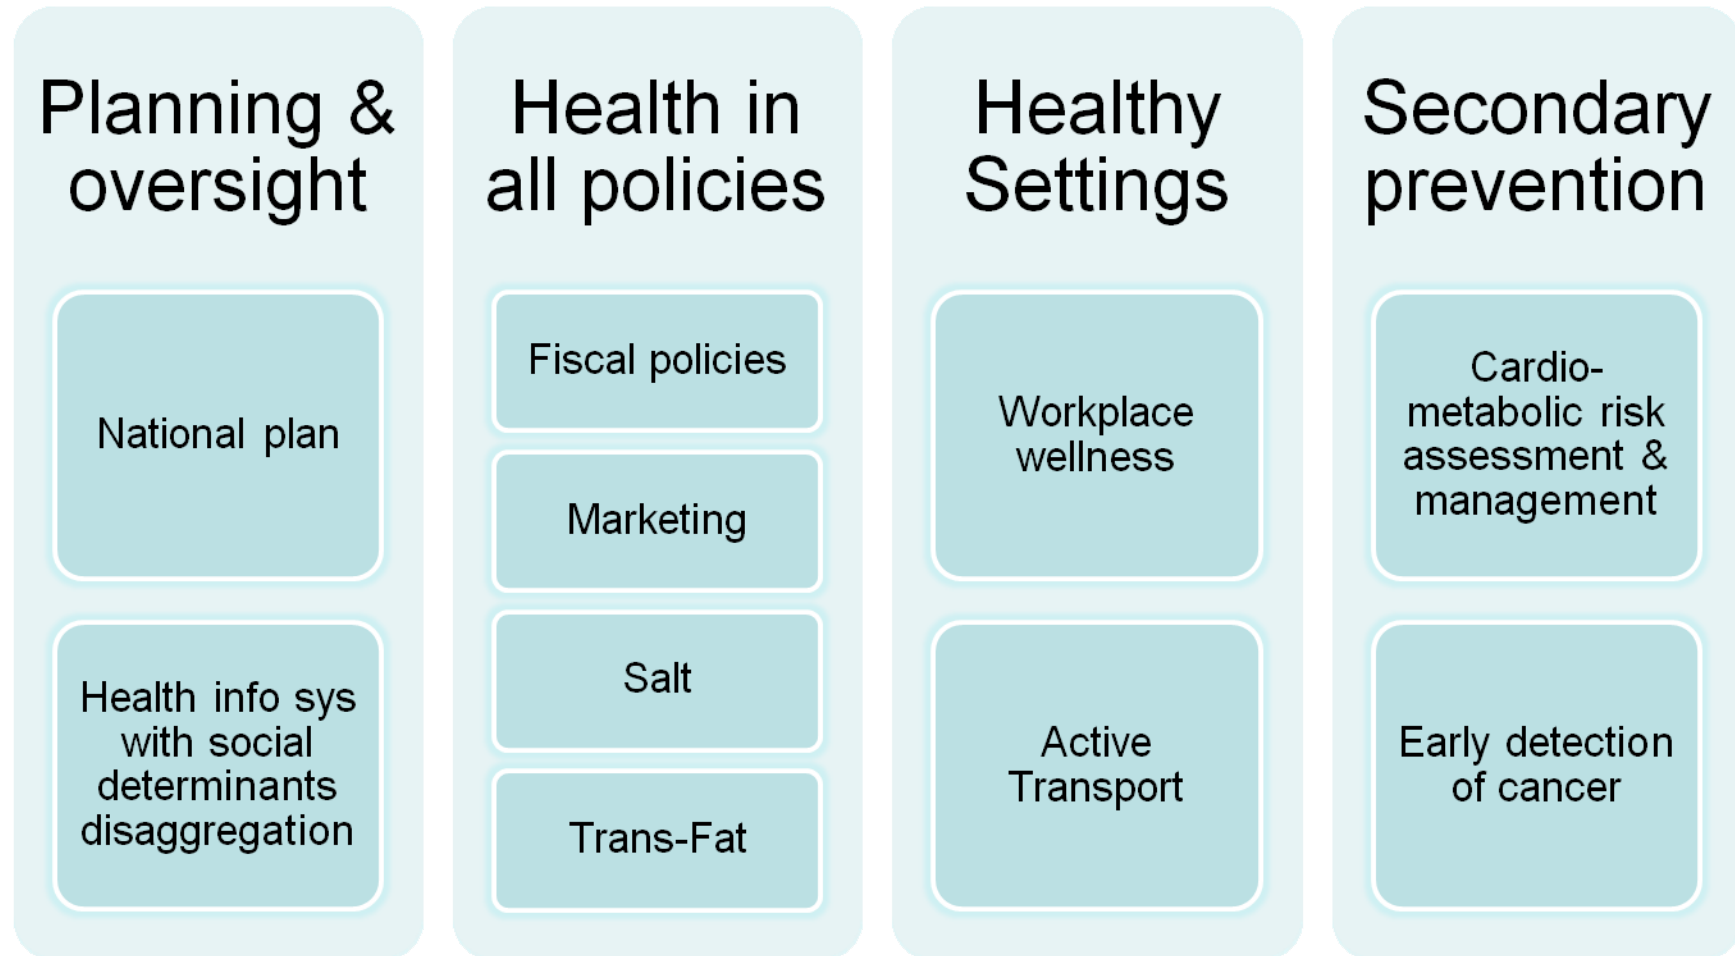 Planning &
oversight
National plan
Health info sys
with social
determinants
disaggregation
Health in
all policies
Fiscal policies
Marketing
Salt
Trans-Fat
Healthy
Settings
Workplace
wellness
Active
Transport
Secondary
prevention
Cardio-
metabolic risk
assessment &
management
Early detection
of cancer